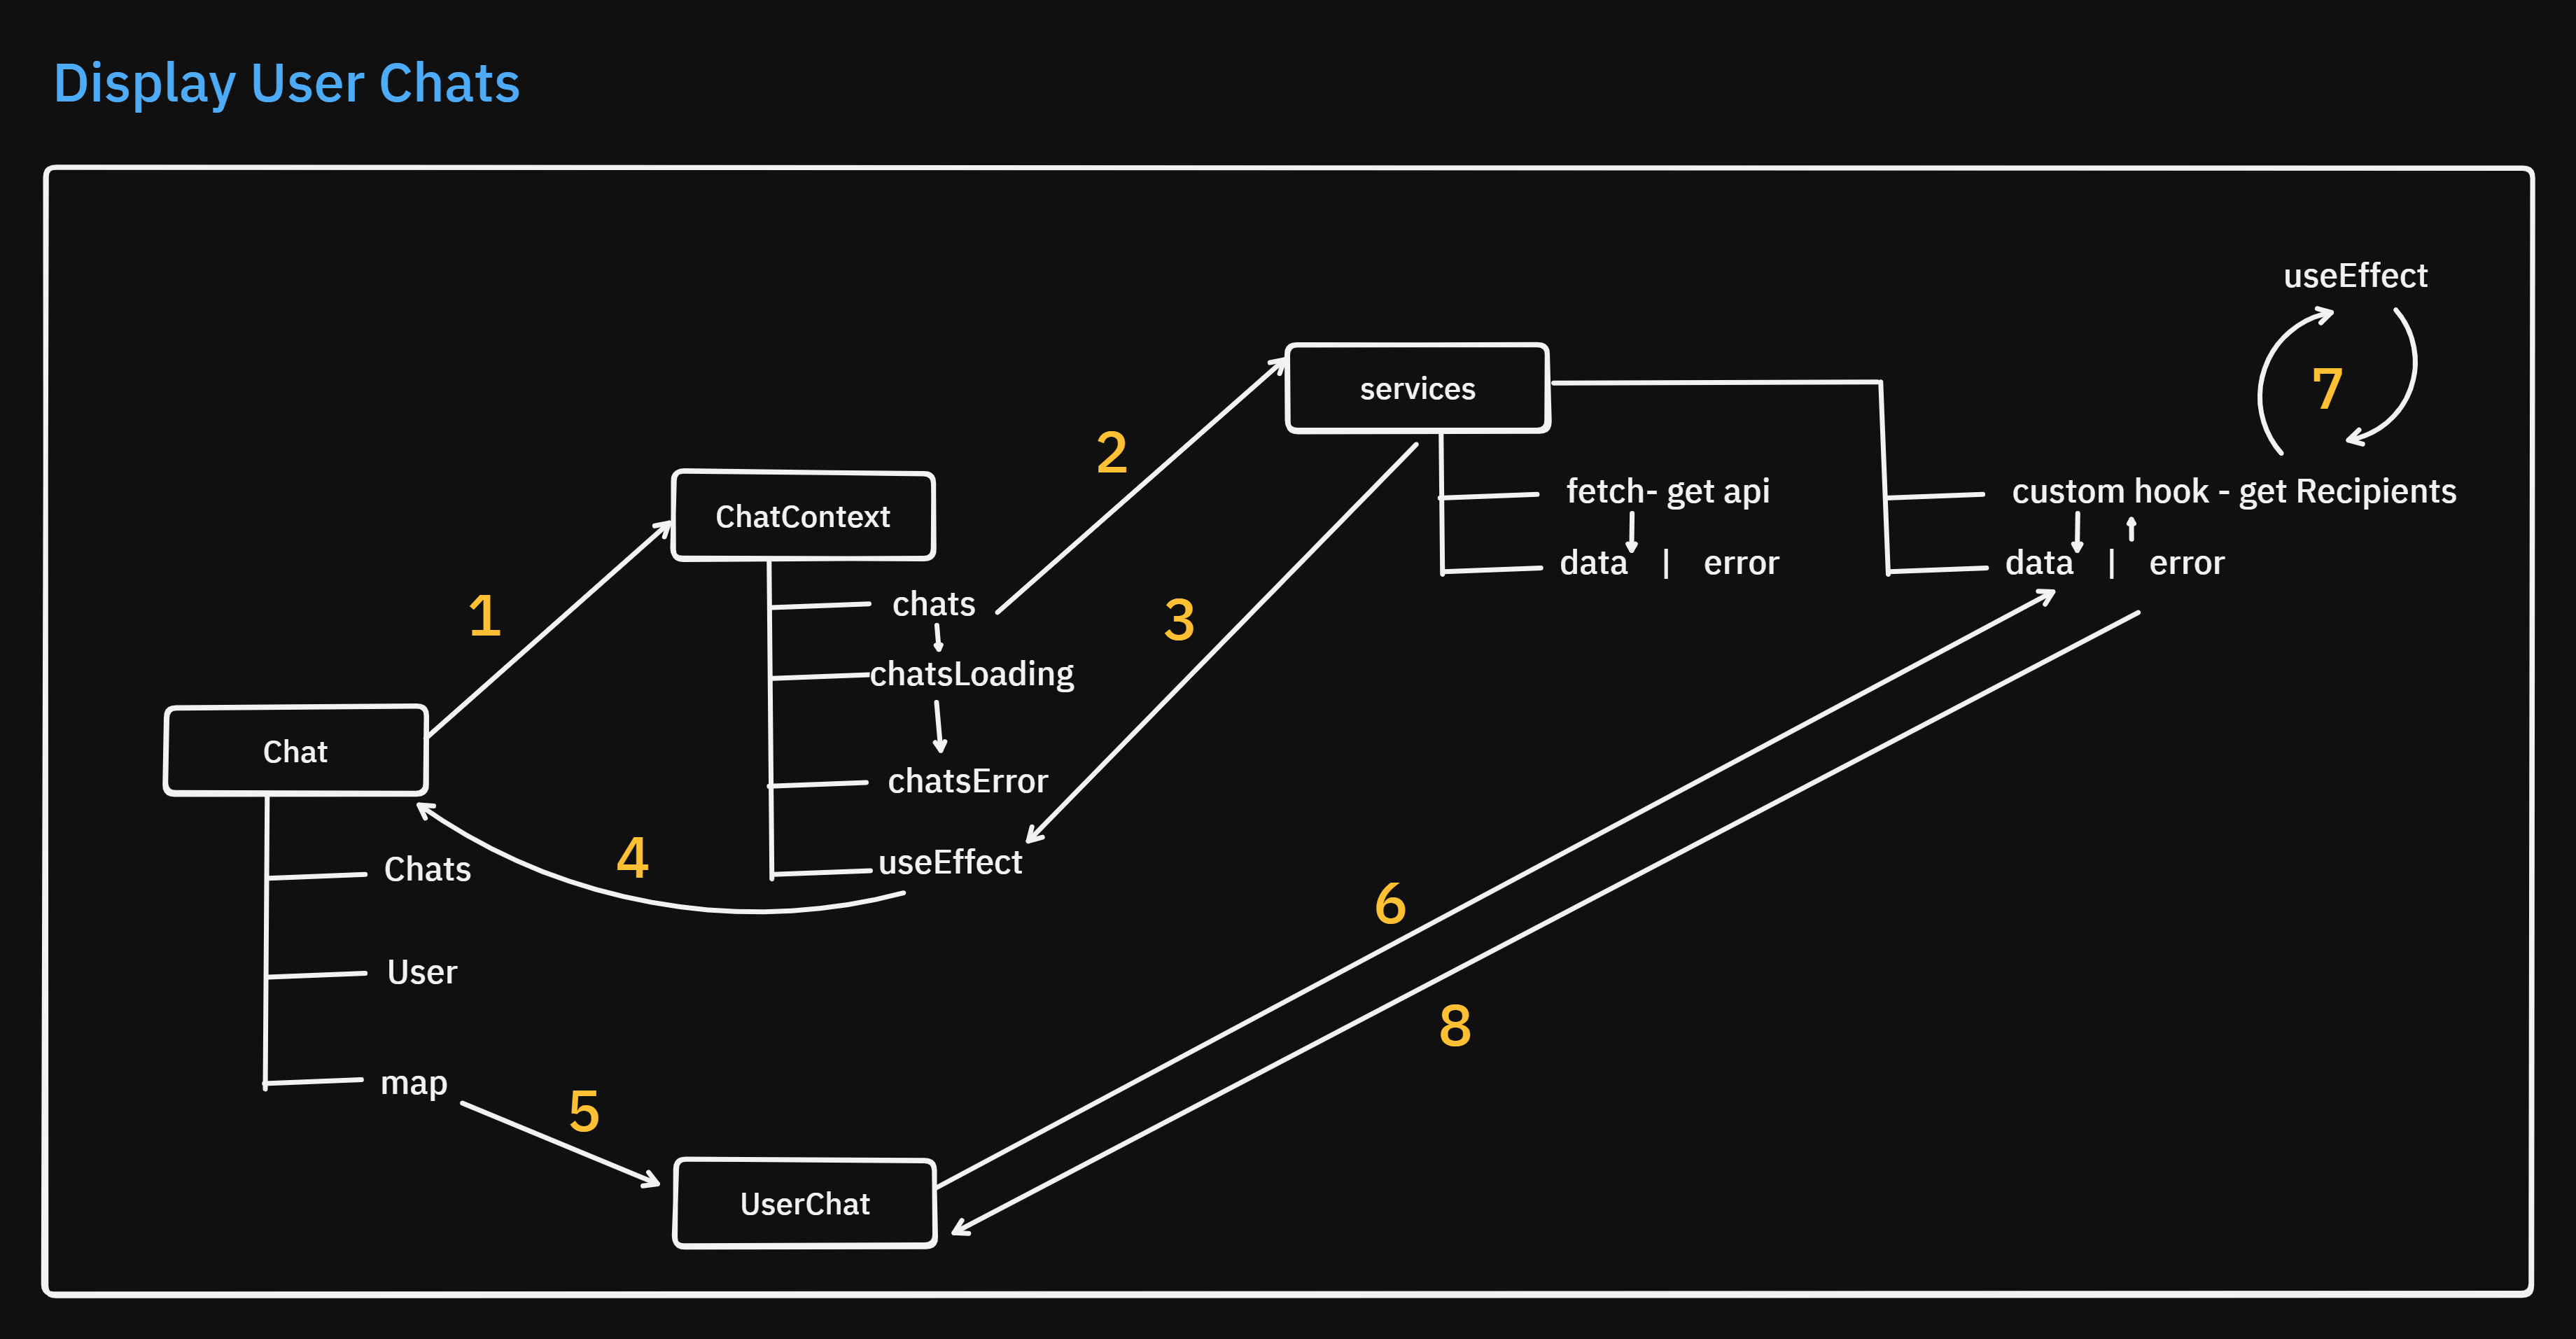 Display User Chats
useEffect
7
services
2
fetch- get api
custom hook - get Recipients
data | error
data | error
ChatContext
chats
chatsLoading
chatsError
useEffect
1
3
Chat
4
Chats
User
map
5
6
8
UserChat